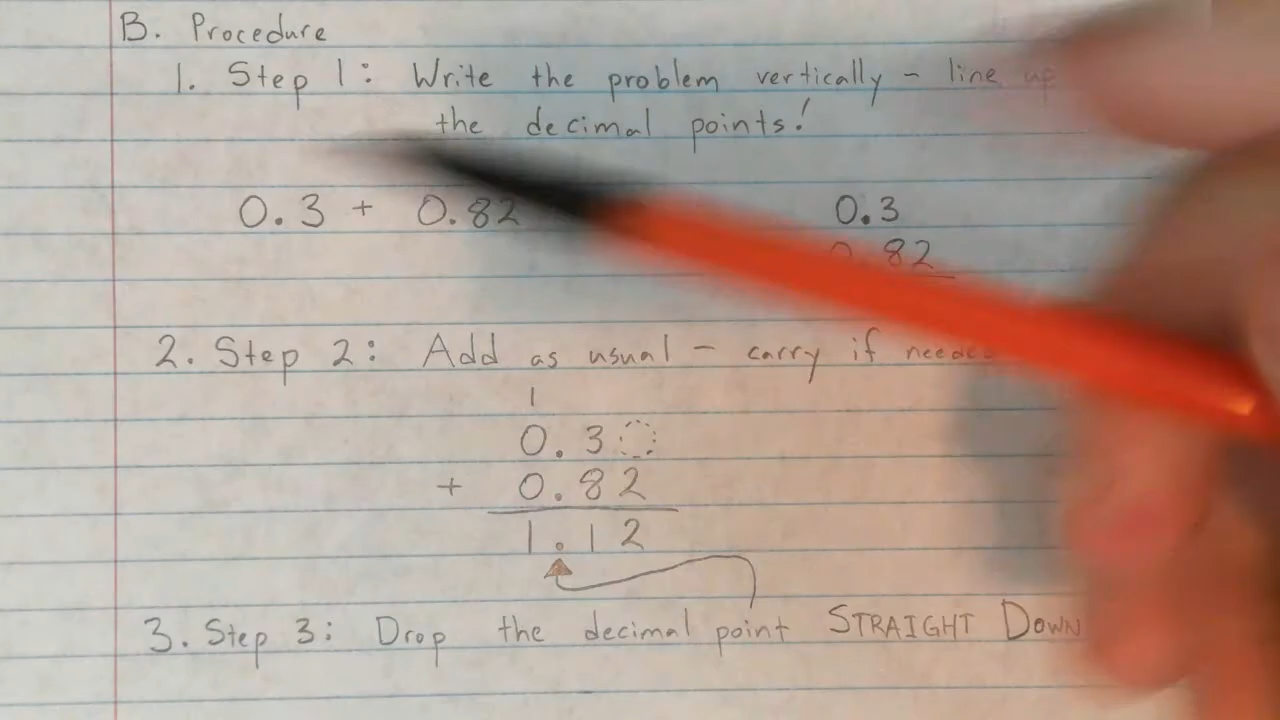 B. Procedure
1. Step 1: Write the problem vertically - line up
the decimal points!
0.3 + 0.82
0.3
.82
2. Step 2: Add as usual - carry if
1
0.30
+ 0.82
1.12
3. Step 3: Drop the decimal point STRAIGHT DOWN